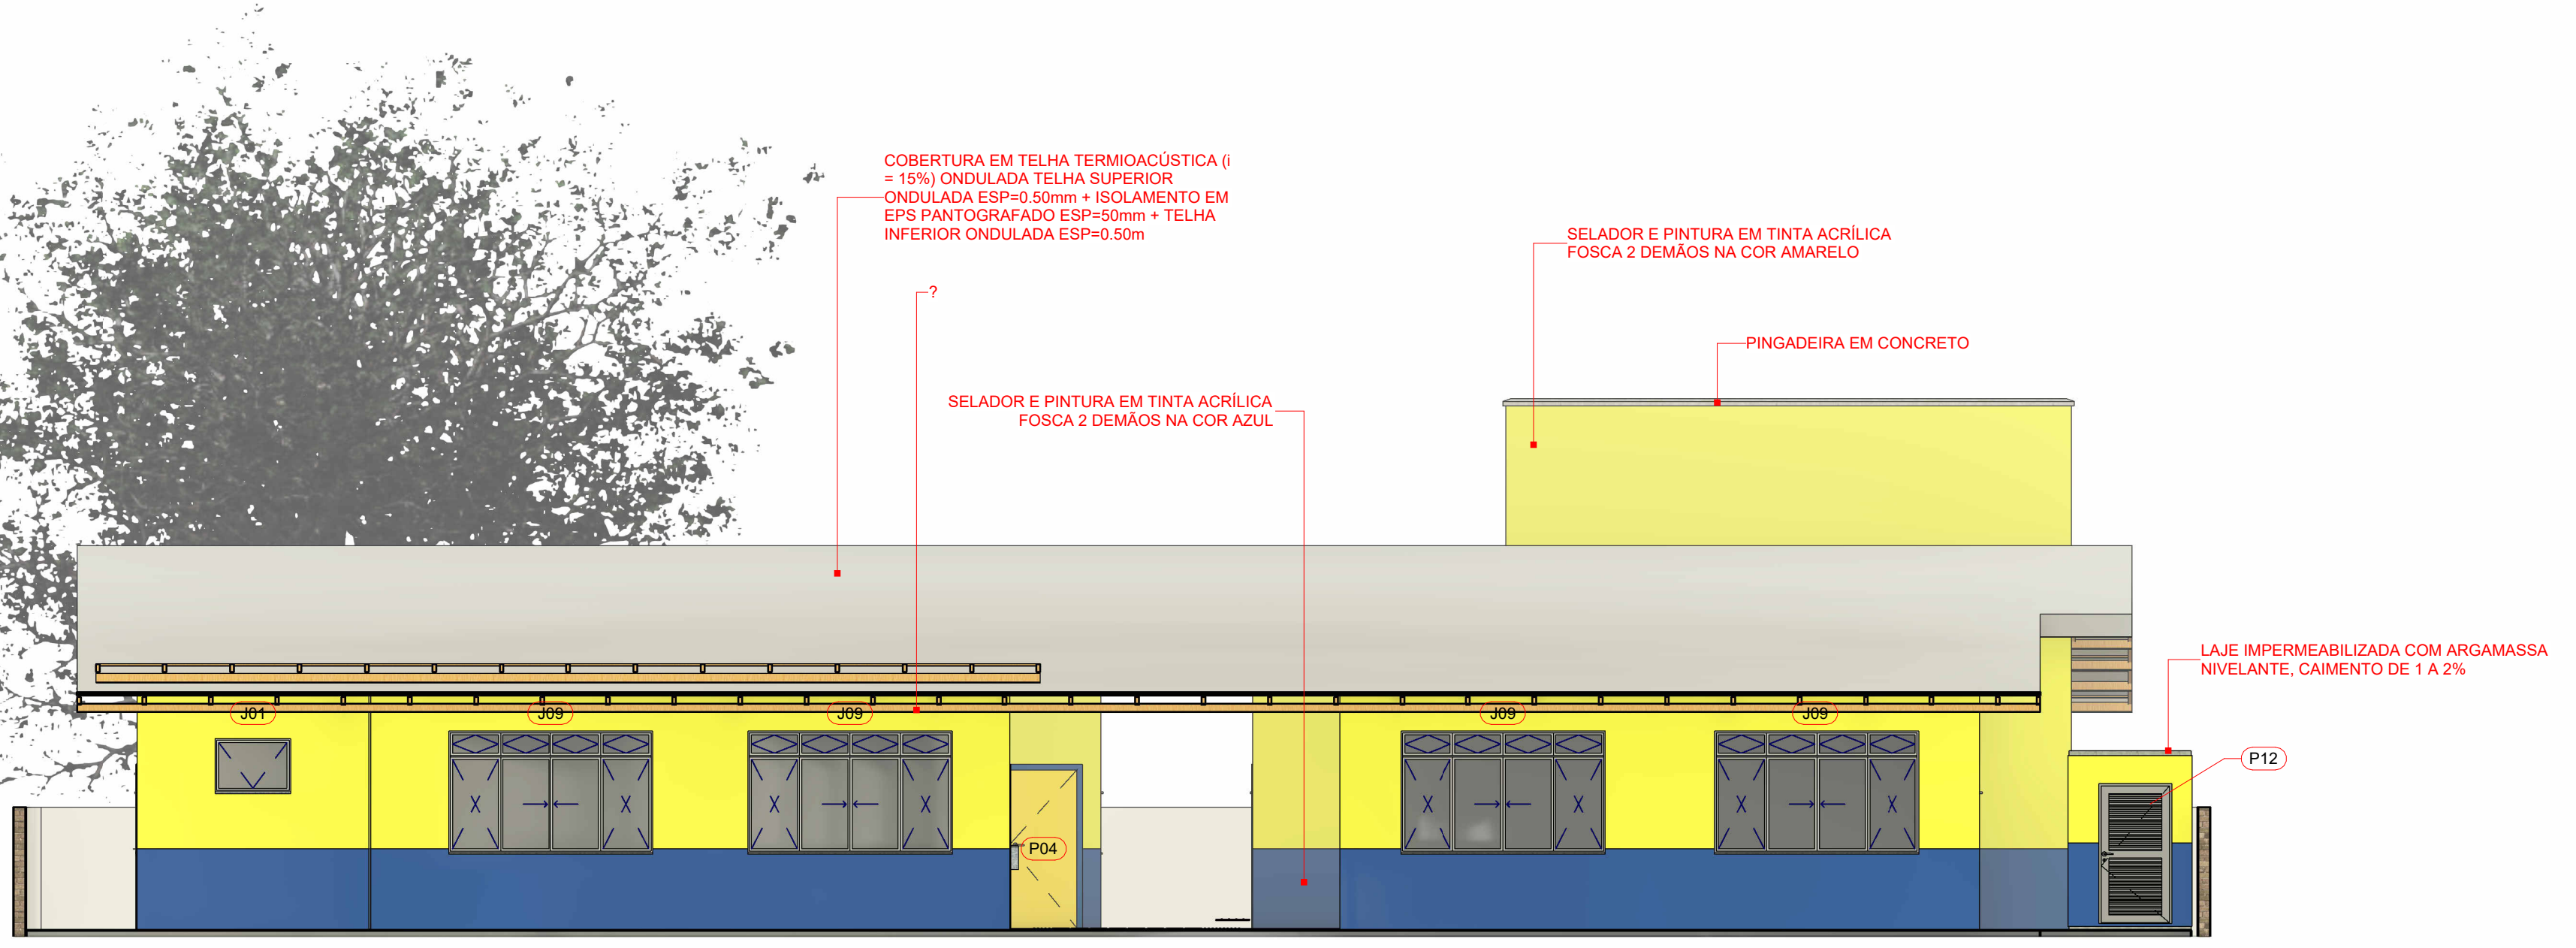 COBERTURA EM TELHA TERMIOACÚSTICA (i
= 15%) ONDULADA TELHA SUPERIOR
ONDULADA ESP=0.50mm + ISOLAMENTO EM
EPS PANTOGRAFADO ESP=50mm + TELHA
INFERIOR ONDULADA ESP=0.50m
SELADOR E PINTURA EM TINTA ACRÍLICA
FOSCA 2 DEMÃOS NA COR AMARELO
?
PINGADEIRA EM CONCRETO
SELADOR E PINTURA EM TINTA ACRÍLICA
FOSCA 2 DEMÃOS NA COR AZUL
LAJE IMPERMEABILIZADA COM ARGAMASSA
NIVELANTE, CAIMENTO DE 1 A 2%
J01
J09
J09
J09
J09
P12
P04